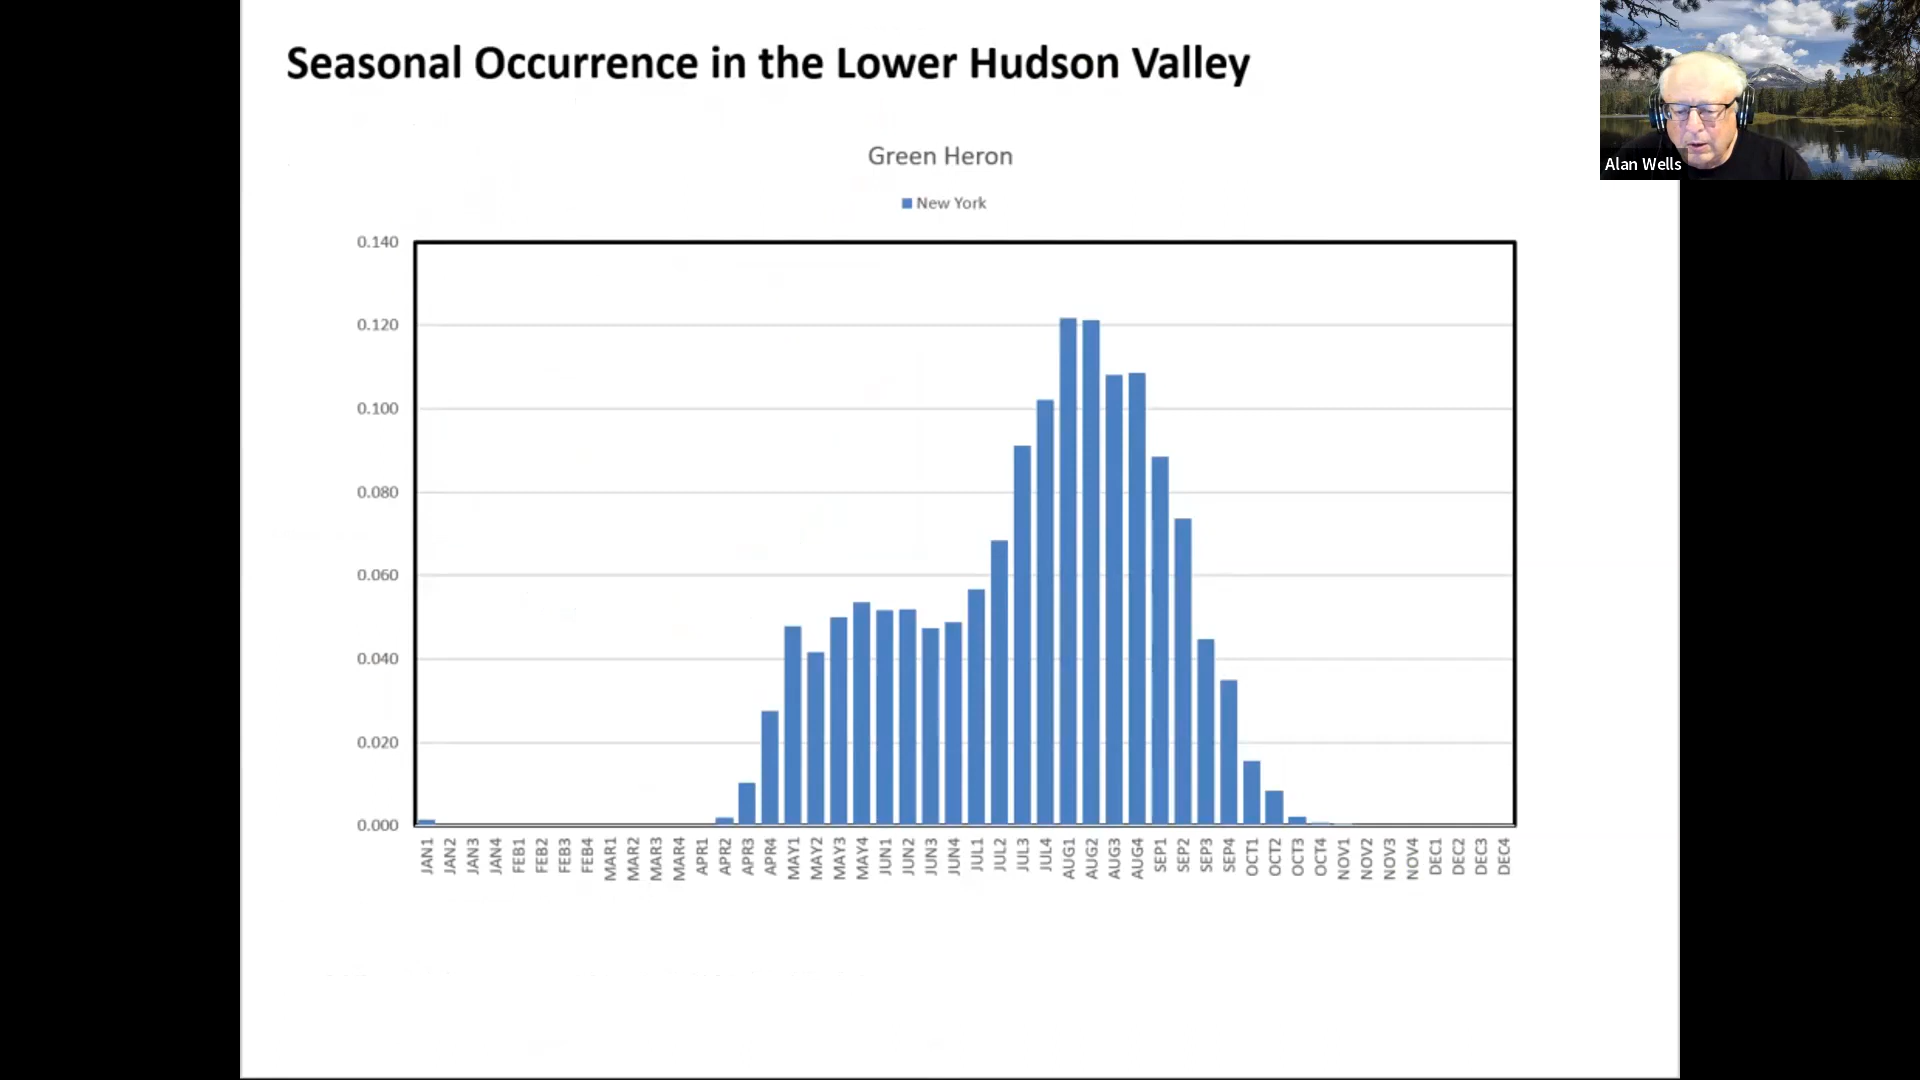 Seasonal Occurrence in the Lower Hudson Valley
Alan Wells
Green Heron
New York
0.140
0.120
0.100
0.080
0.060
0.040
0.020
0.000
JAN1 JAN2 JAN3 JAN4 FEB1 FEB2 FEB3 FEB4 MAR1 MAR2 MAR3 MAR4 APR1 APR2 APR3 APR4 MAY1 MAY2 MAY3 MAY4 JUN1 JUN2 JUN3 JUN4 JUL1 JUL2 JUL3 JUL4 AUG1 AUG2 AUG3 AUG4 SEP1 SEP2 SEP3 SEP4 OCT1 OCT2 OCT3 OCT4 NOV1 NOV2 NOV3 NOV4 DEC1 DEC2 DEC3 DEC4